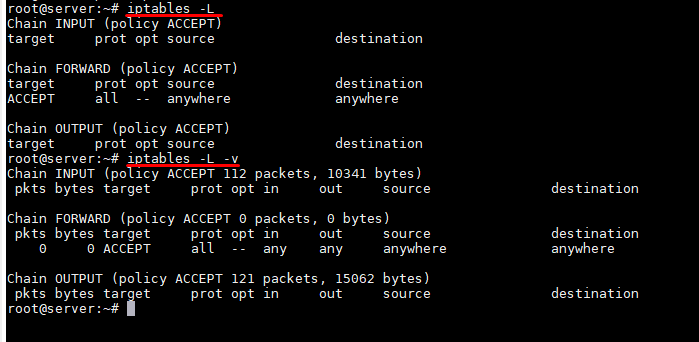 root@server:~# iptables -L
Chain INPUT (policy ACCEPT)
target     prot opt source               destination

Chain FORWARD (policy ACCEPT)
target     prot opt source               destination
ACCEPT     all  --  anywhere             anywhere

Chain OUTPUT (policy ACCEPT)
target     prot opt source               destination
root@server:~# iptables -L -v
Chain INPUT (policy ACCEPT 112 packets, 10341 bytes)
 pkts bytes target     prot opt in     out     source               destination

Chain FORWARD (policy ACCEPT 0 packets, 0 bytes)
 pkts bytes target     prot opt in     out     source               destination
    0     0 ACCEPT     all  --  any    any     anywhere             anywhere

Chain OUTPUT (policy ACCEPT 121 packets, 15062 bytes)
 pkts bytes target     prot opt in     out     source               destination
root@server:~#